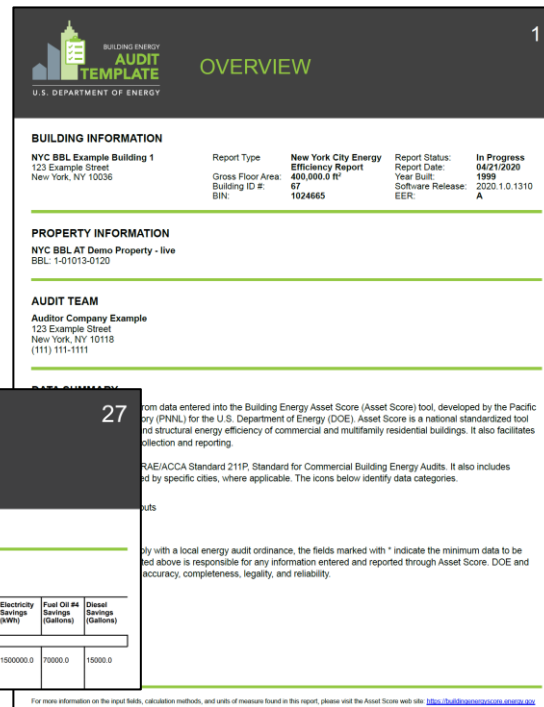 BUILDING ENERGY
AUDIT
TEMPLATE
U.S. DEPARTMENT OF ENERGY
OVERVIEW
1
BUILDING INFORMATION
NYC BBL Example Building 1
123 Example Street
New York, NY 10036
Report Type
New York City Energy
Efficiency Report
Gross Floor Area:
400,000.0 ft²
Building ID #:
67
BIN:
1024665
Report Status:
In Progress
Report Date:
04/21/2020
Year Built:
1999
Software Release:
2020.1.0.1310
EER:
A
PROPERTY INFORMATION
NYC BBL AT Demo Property - live
BBL: 1-01013-0120
AUDIT TEAM
Auditor Company Example
123 Example Street
New York, NY 10118
(111) 111-1111
27
rom data entered into the Building Energy Asset Score (Asset Score) tool, developed by the Pacific
ory (PNNL) for the U.S. Department of Energy (DOE). Asset Score is a national standardized tool
nd structural energy efficiency of commercial and multifamily residential buildings. It also facilitates
ollection and reporting.
RAE/ACCA Standard 211P, Standard for Commercial Building Energy Audits. It also includes
ed by specific cities, where applicable. The icons below identify data categories.
outs
ply with a local energy audit ordinance, the fields marked with * indicate the minimum data to be
ted above is responsible for any information entered and reported through Asset Score. DOE and
accuracy, completeness, legality, and reliability.
Electricity Savings (kWh)
Fuel Oil #4 Savings (Gallons)
Diesel Savings (Gallons)
1500000.0
70000.0
15000.0
For more information on the input fields, calculation methods, and units of measure found in this report, please visit the Asset Score web site: https://buildingenergyscore.energy.gov